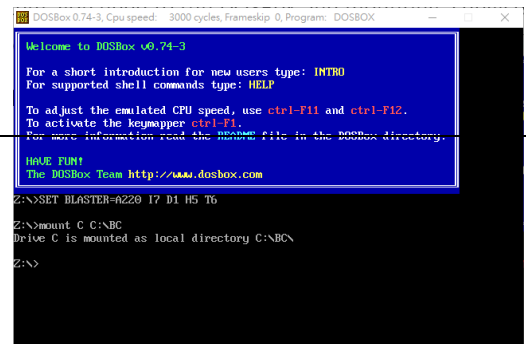 DOSBox 0.74-3, Cpu speed: 3000 cycles, Frameskip 0, Program: DOSBOX
Welcome to DOSBox v0.74-3
For a short introduction for new users type: INTRO
For supported shell commands type: HELP
To adjust the emulated CPU speed, use ctrl-F11 and ctrl-F12.
To activate the keymapper ctrl-F1.
For more information read the README file in the DOSBox directory.
HAVE FUN!
The DOSBox Team http://www.dosbox.com
Z:\>SET BLASTER=A220 I7 D1 H5 T6
Z:\>mount C C:\BC
Drive C is mounted as local directory C:\BC\
Z:\>